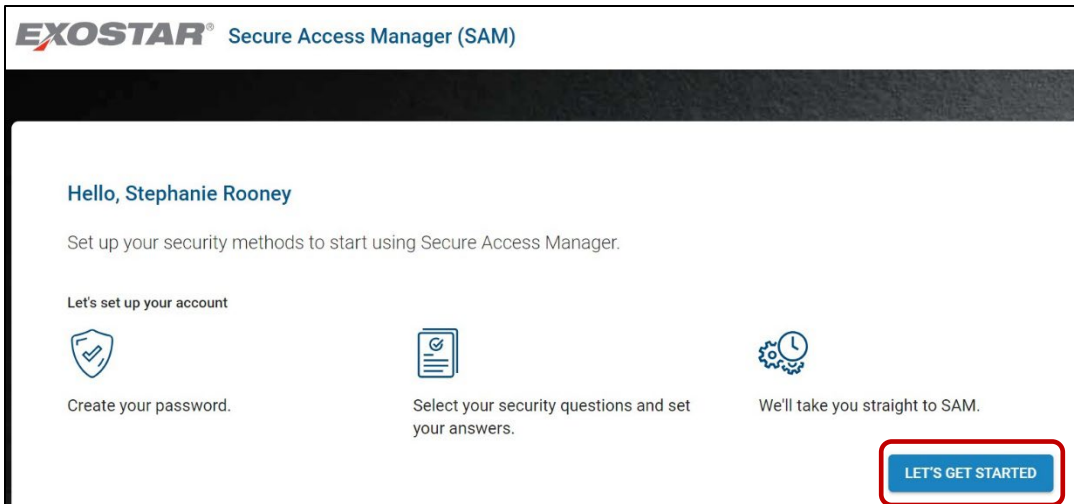 EXOSTAR® Secure Access Manager (SAM)
Hello, Stephanie Rooney
Set up your security methods to start using Secure Access Manager.
Let's set up your account
Create your password.
Select your security questions and set
your answers.
We'll take you straight to SAM.
LET'S GET STARTED